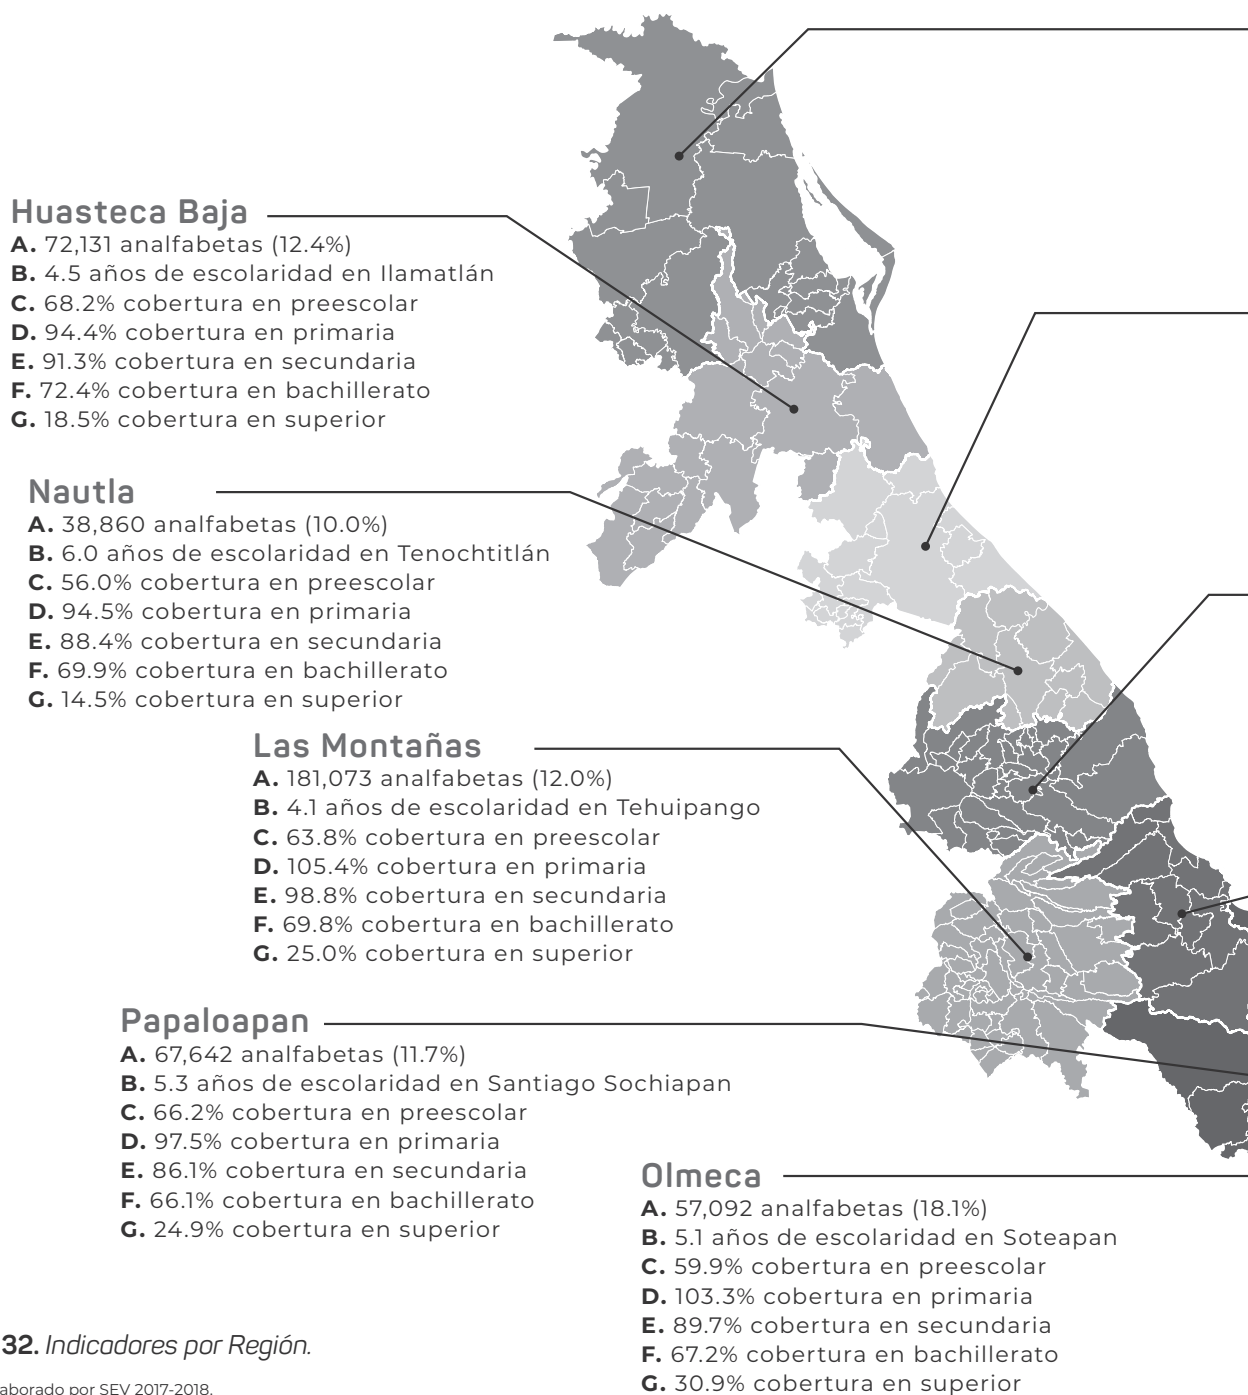 Huasteca Baja
A. 72,131 analfabetas (12.4%)
B. 4.5 años de escolaridad en Ilamatlán
C. 68.2% cobertura en preescolar
D. 94.4% cobertura en primaria
E. 91.3% cobertura en secundaria
F. 72.4% cobertura en bachillerato
G. 18.5% cobertura en superior
Nautla
A. 38,860 analfabetas (10.0%)
B. 6.0 años de escolaridad en Tenochtitlán
C. 56.0% cobertura en preescolar
D. 94.5% cobertura en primaria
E. 88.4% cobertura en secundaria
F. 69.9% cobertura en bachillerato
G. 14.5% cobertura en superior
Las Montañas
A. 181,073 analfabetas (12.0%)
B. 4.1 años de escolaridad en Tehuipango
C. 63.8% cobertura en preescolar
D. 105.4% cobertura en primaria
E. 98.8% cobertura en secundaria
F. 69.8% cobertura en bachillerato
G. 25.0% cobertura en superior
Papaloapan
A. 67,642 analfabetas (11.7%)
B. 5.3 años de escolaridad en Santiago Sochiapan
C. 66.2% cobertura en preescolar
D. 97.5% cobertura en primaria
E. 86.1% cobertura en secundaria
F. 66.1% cobertura en bachillerato
G. 24.9% cobertura en superior
Olmeca
A. 57,092 analfabetas (18.1%)
B. 5.1 años de escolaridad en Soteapan
C. 59.9% cobertura en preescolar
D. 103.3% cobertura en primaria
E. 89.7% cobertura en secundaria
F. 67.2% cobertura en bachillerato
G. 30.9% cobertura en superior
32. Indicadores por Región.
aborado por SEV 2017-2018.